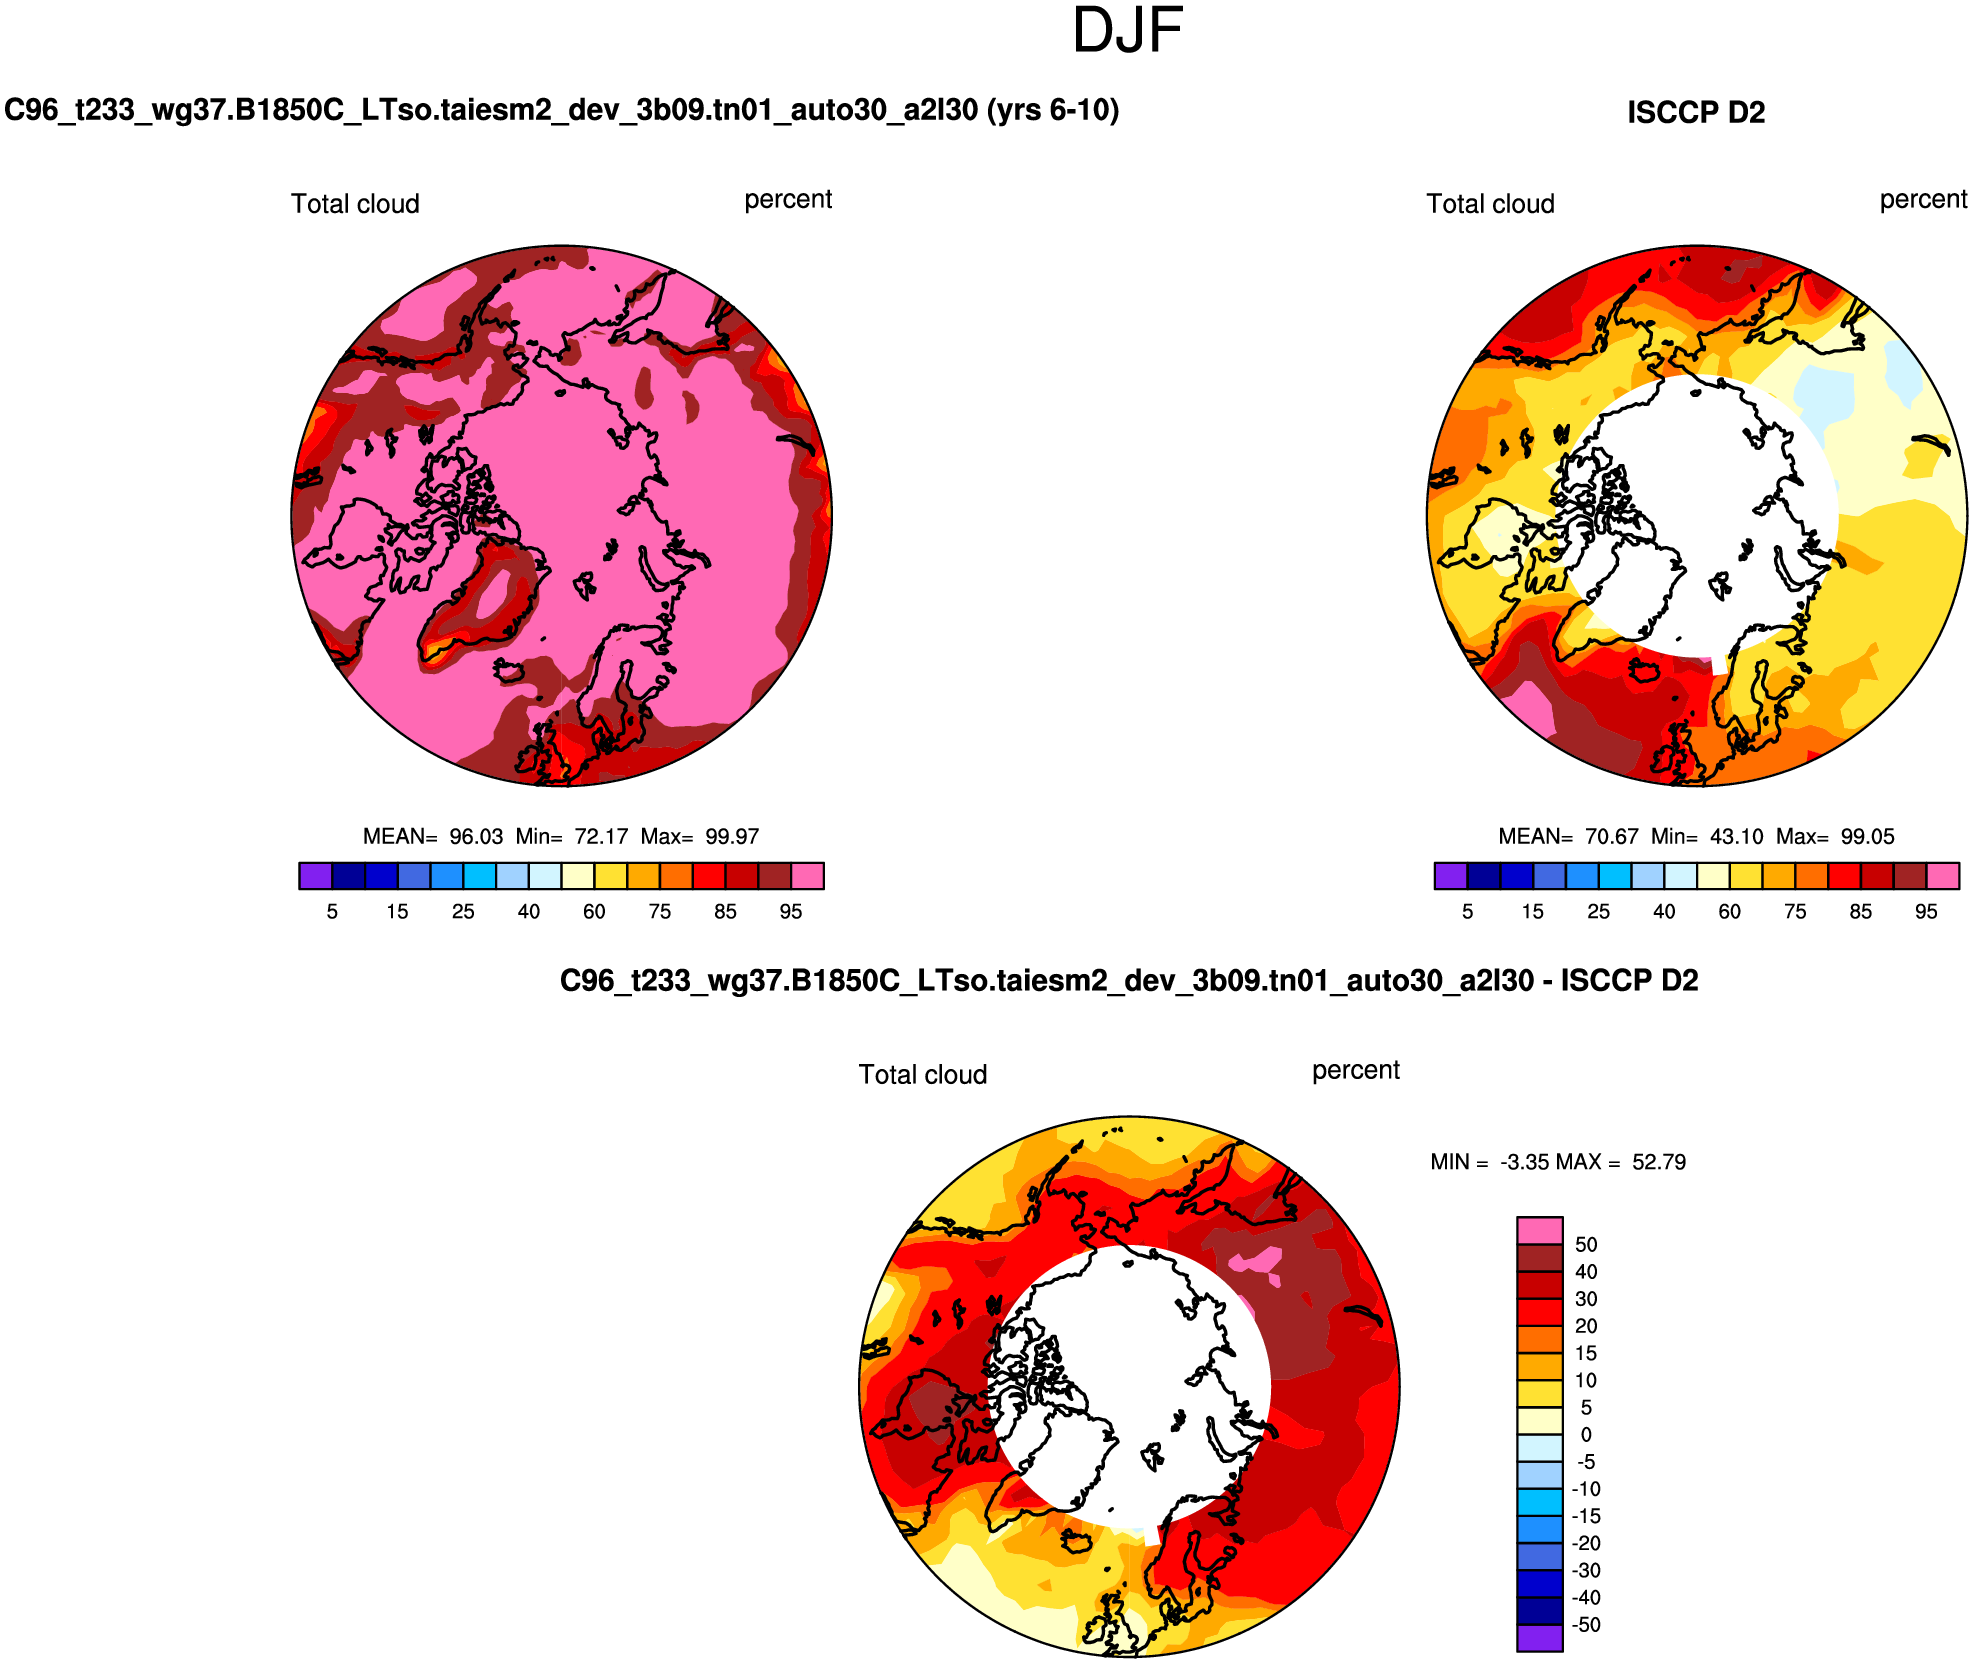 DJF
C96_t233_wg37.B1850C_LTso.taiesm2_dev_3b09.tn01_auto30_a2l30 (yrs 6-10)
ISCCP D2
Total cloud percent
Total cloud percent
MEAN= 96.03 Min= 72.17 Max= 99.97
MEAN= 70.67 Min= 43.10 Max= 99.05
5 15 25 40 60 75 85 95
5 15 25 40 60 75 85 95
C96_t233_wg37.B1850C_LTso.taiesm2_dev_3b09.tn01_auto30_a2l30 - ISCCP D2
Total cloud percent
MIN = -3.35 MAX = 52.79
50
40
30
20
15
10
5
0
-5
-10
-15
-20
-30
-40
-50